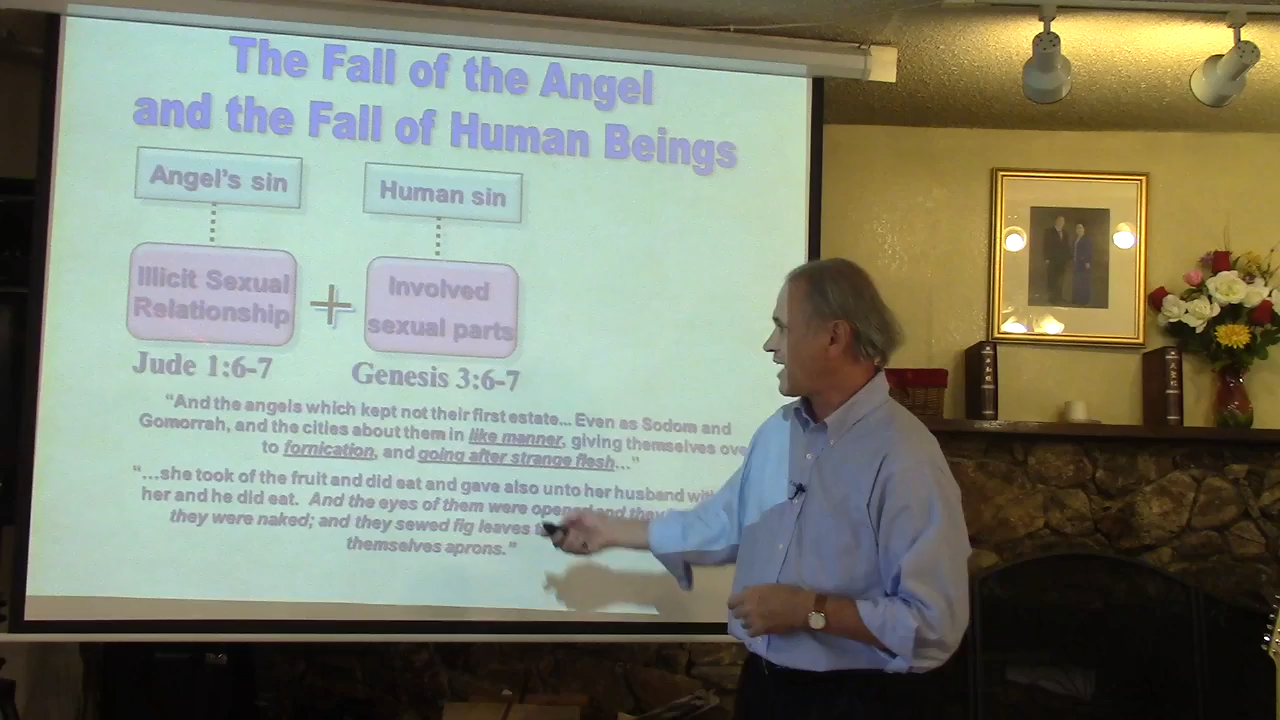 The Fall of the Angel
and the Fall of Human Beings
Angel's sin
Human sin
Illicit Sexual
Relationship
+
Involved
sexual parts
Jude 1:6-7
Genesis 3:6-7
"And the angels which kept not their first estate... Even as Sodom and
Gomorrah, and the cities about them in like manner, giving themselves ove
to fornication, and going after strange flesh..."
"...she took of the fruit and did eat and gave also unto her husband wit
her and he did eat. And the eyes of them were opened and they
they were naked; and they sewed fig leaves
themselves aprons."